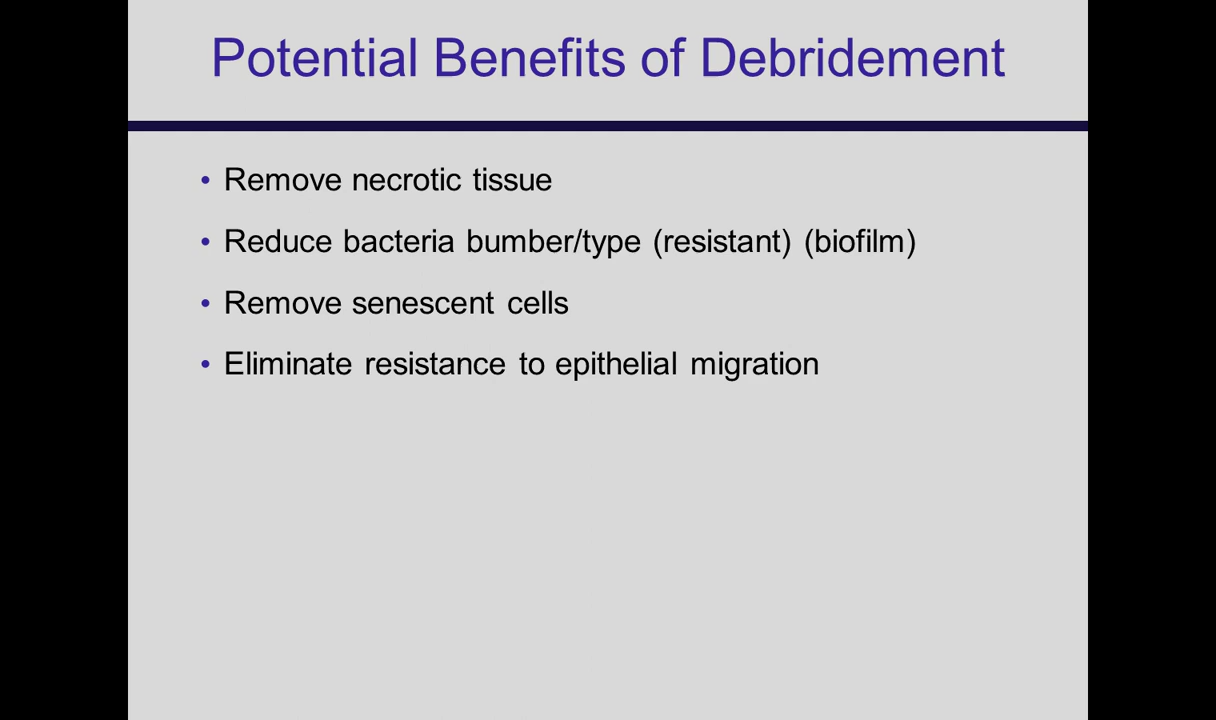 Potential Benefits of Debridement
• Remove necrotic tissue
• Reduce bacteria bumber/type (resistant) (biofilm)
• Remove senescent cells
• Eliminate resistance to epithelial migration